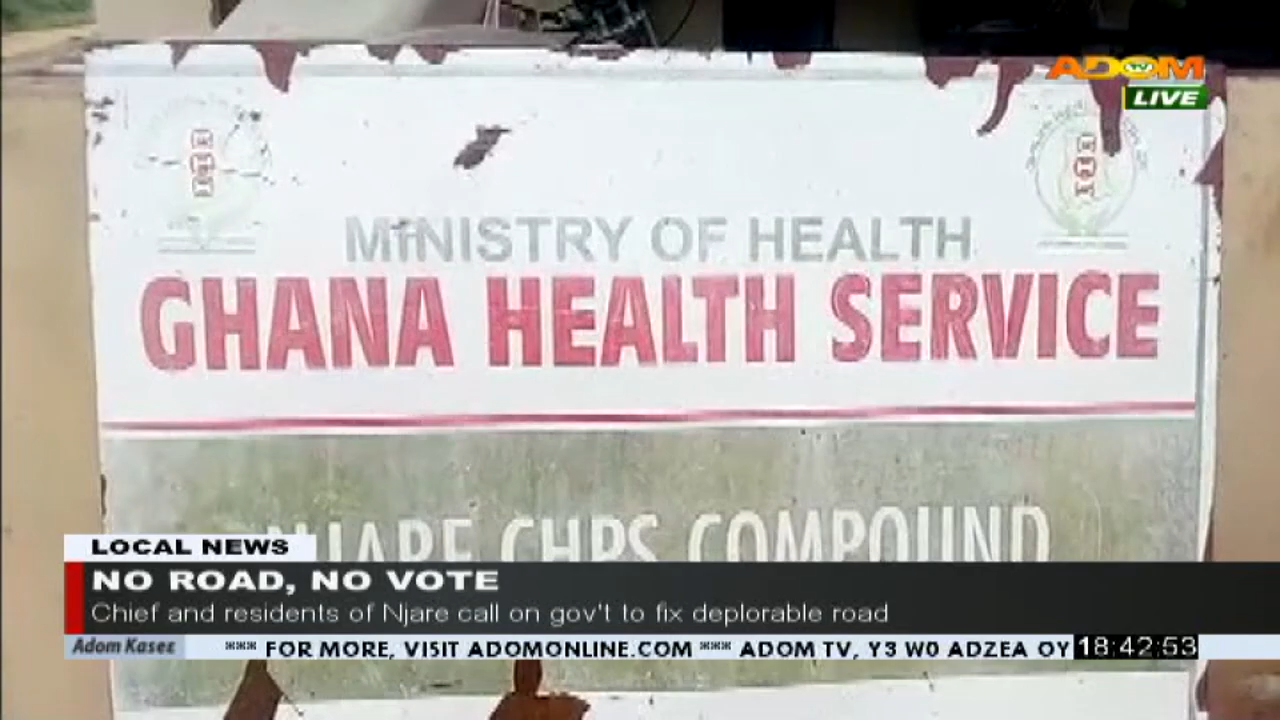 ADOM TV
LIVE
MINISTRY OF HEALTH
GHANA HEALTH SERVICE
NJARE CHPS COMPOUND
LOCAL NEWS
NO ROAD, NO VOTE
Chief and residents of Njare call on gov't to fix deplorable road
Adom Kasee
*** FOR MORE, VISIT ADOMONLINE.COM *** ADOM TV, Y3 W0 ADZEA OY
18:42:53